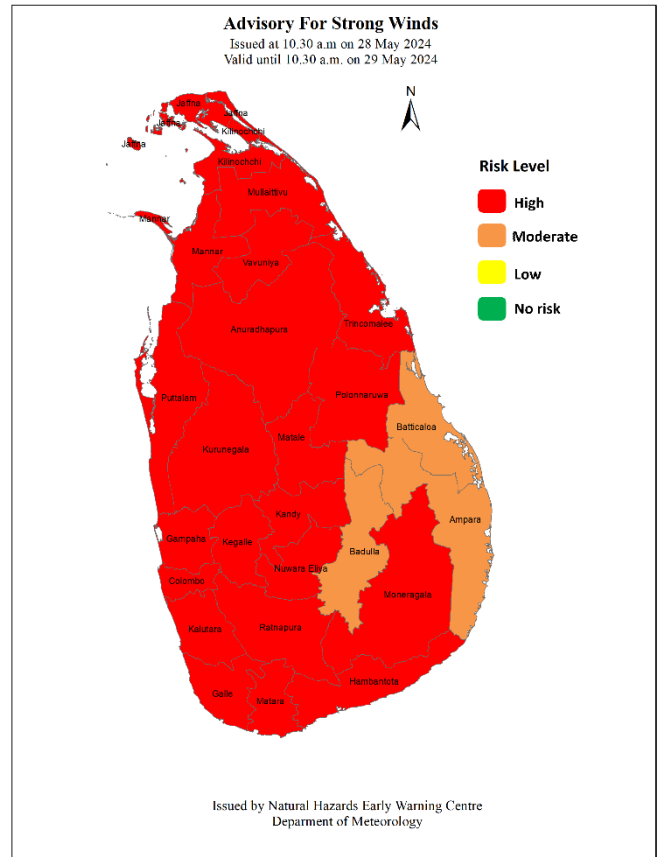 Advisory For Strong Winds
Issued at 10.30 a.m on 28 May 2024
Valid until 10.30 a.m. on 29 May 2024
N
Jaffna
Jaffna
Jaffna
Jaffna
Kilinochchi
Kilinochchi
Mullaittivu
Mannar
Mannar
Vavuniya
Anuradhapura
Trincomalee
Puttalam
Polonnaruwa
Batticaloa
Kurunegala
Matale
Kandy
Ampara
Gampaha
Kegalle
Badulla
Nuwara Eliya
Colombo
Moneragala
Kalutara
Ratnapura
Hambantota
Galle
Matara
Risk Level
High
Moderate
Low
No risk
Issued by Natural Hazards Early Warning Centre
Deparment of Meteorology